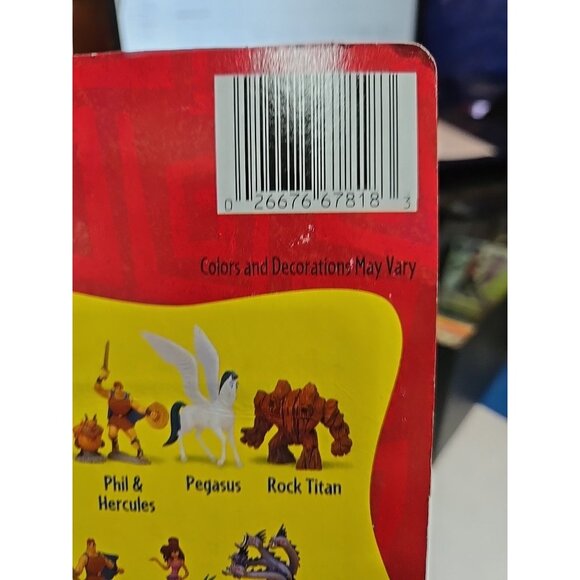 0 26676 67818 3
Colors and Decorations May Vary
Phil &
Hercules
Pegasus
Rock Titan